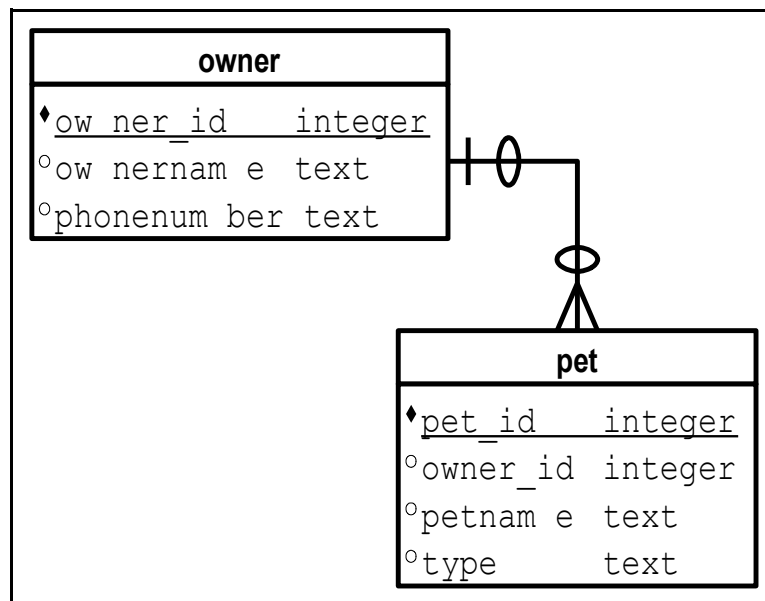 owner
ow ner_id integer
ow nernam e text
phonenum ber text
pet
pet_id integer
owner_id integer
petnam e text
type text